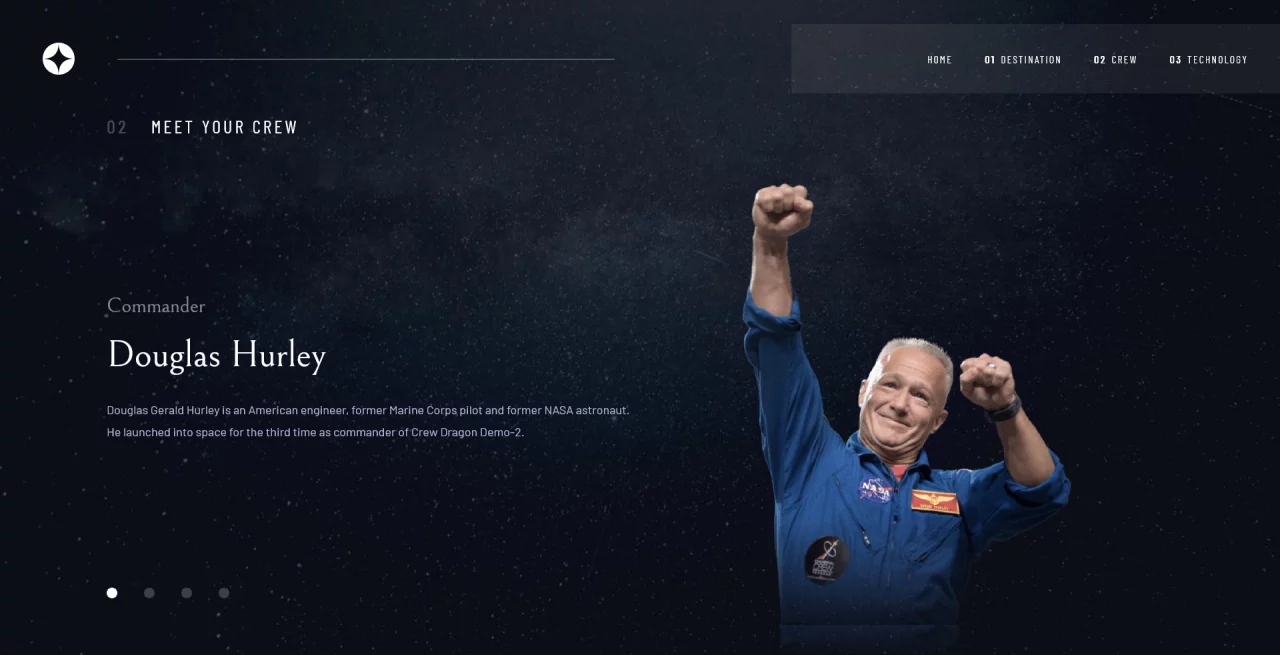 HOME 01 DESTINATION 02 CREW 03 TECHNOLOGY
02 MEET YOUR CREW
Commander
Douglas Hurley
Douglas Gerald Hurley is an American engineer, former Marine Corps pilot and former NASA astronaut.
He launched into space for the third time as commander of Crew Dragon Demo-2.
NASA